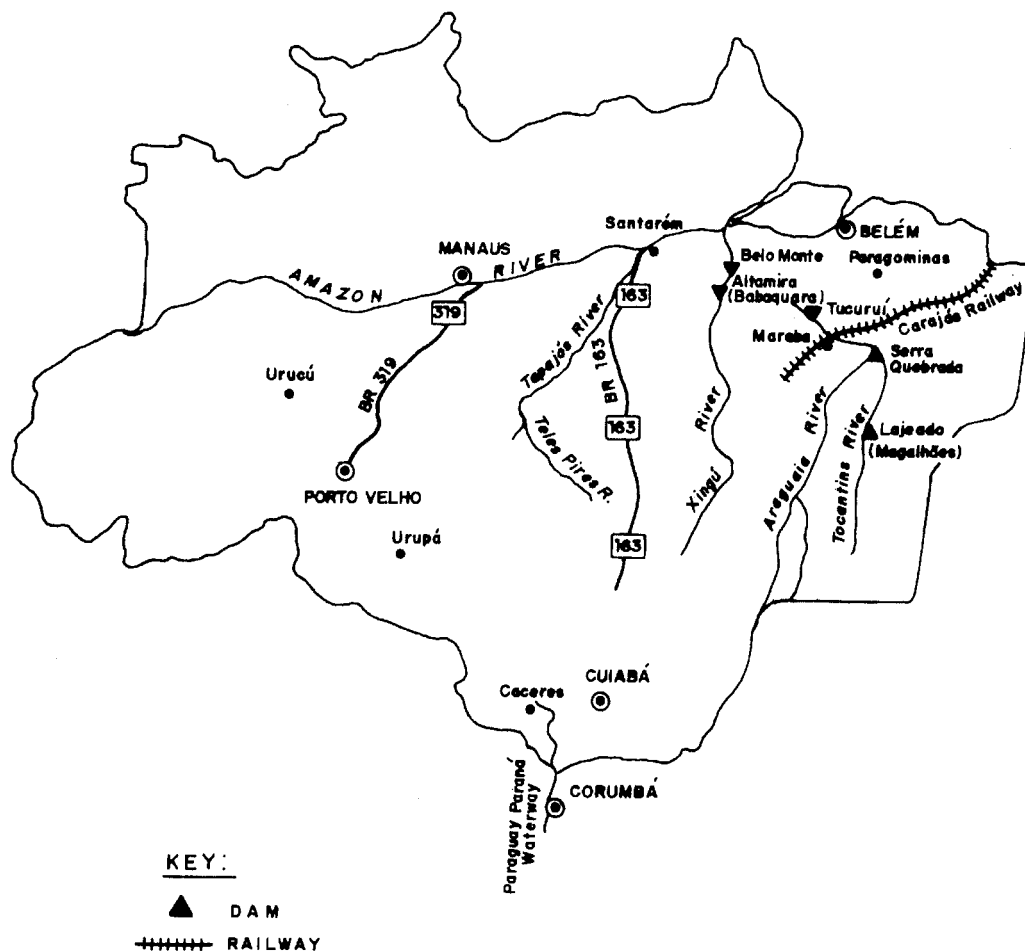 Santarém
BELÉM
MANAUS
AMAZON RIVER
Belo Monte
Paragominas
Altamira
(Babaquara)
163
319
Tucuruí
Carajás Railway
Maraba
Tapajós River
BR 163
Serra
Quebrada
Urucú
BR 319
Teles Pires R.
163
Xingú River
Araguaia River
Tocantins River
Lajeado
(Magalhões)
PORTO VELHO
Urupá
163
CUIABÁ
Caceres
Paraguay Paraná
Waterway
CORUMBÁ
KEY:
DAM
RAILWAY